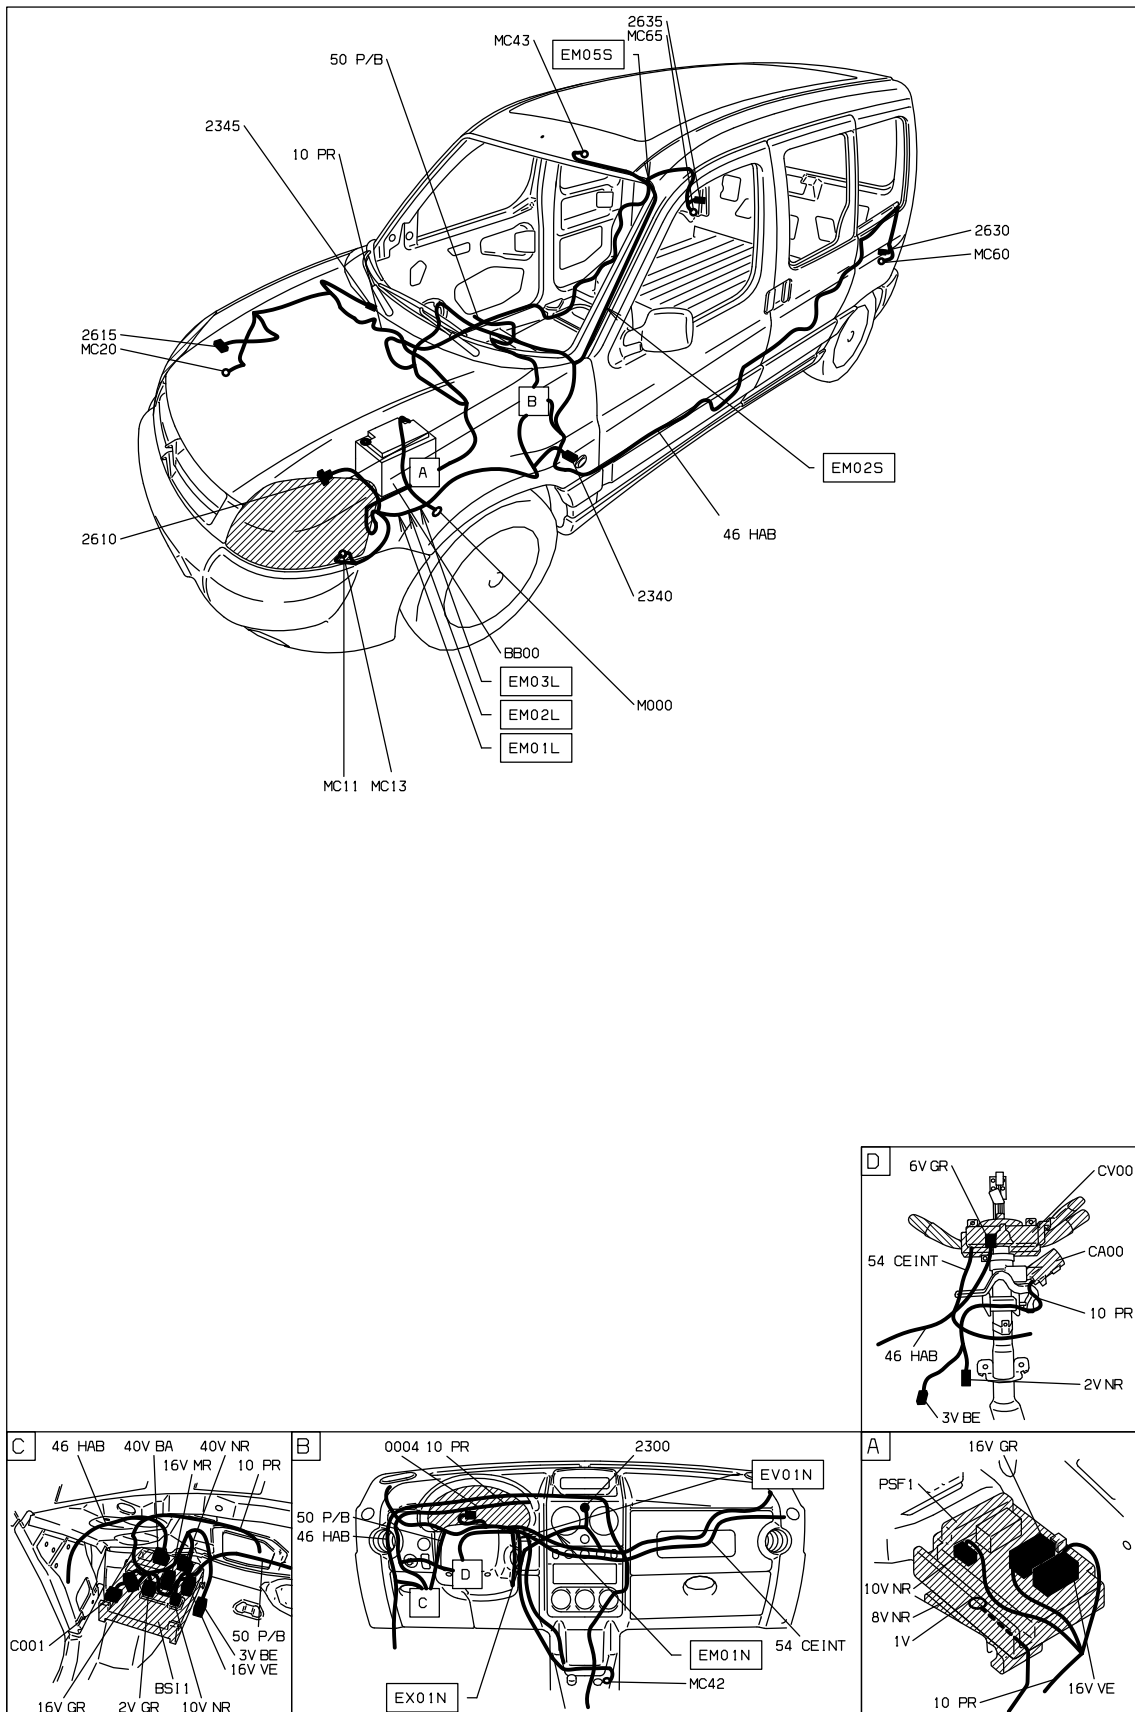 2635
MC43
MC65
EM05S
50 P/B
2345
10 PR
2630
MC60
2615
MC20
B
A
EM02S
46 HAB
2610
2340
BB00
EM03L
M000
EM02L
EM01L
MC11 MC13
D
6V GR
CV00
CA00
54 CEINT
10 PR
46 HAB
2V NR
3V BE
C
46 HAB
40V BA
40V NR
16V MR
10 PR
C001
50 P/B
3V BE
16V VE
BSI1
16V GR
2V GR
10V NR
B
0004 10 PR
2300
EV01N
50 P/B
46 HAB
D
C
54 CEINT
EM01N
MC42
EX01N
A
16V GR
PSF1
10V NR
8V NR
1V
16V VE
10 PR